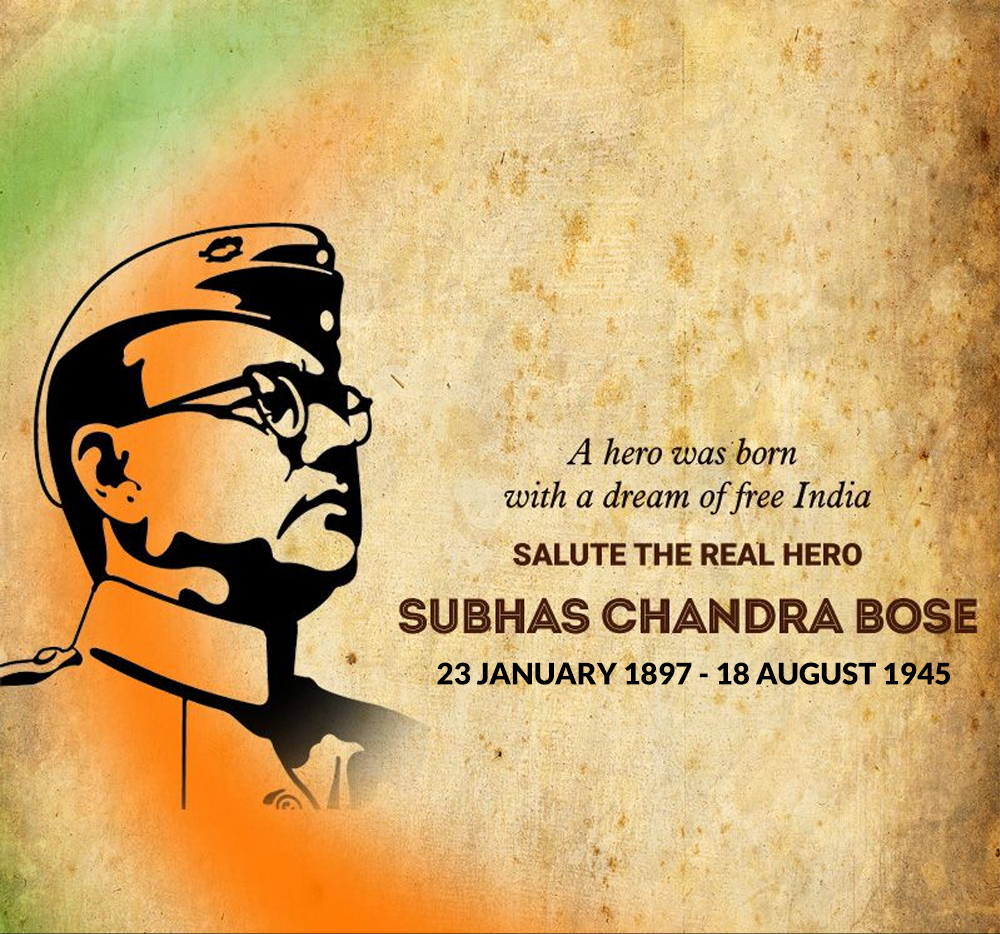 A hero was born
with a dream of free India
SALUTE THE REAL HERO
SUBHAS CHANDRA BOSE
23 JANUARY 1897 - 18 AUGUST 1945